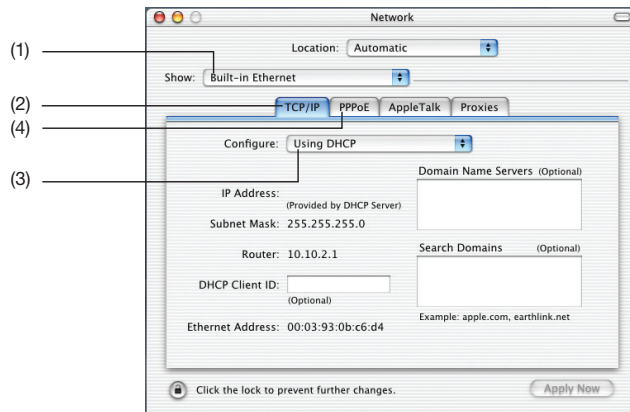 Network
Location: Automatic
(1)
Show: Built-in Ethernet
(2)
TCP/IP PPPoE AppleTalk Proxies
(4)
Configure: Using DHCP
(3)
Domain Name Servers (Optional)
IP Address:
(Provided by DHCP Server)
Subnet Mask: 255.255.255.0
Router: 10.10.2.1
Search Domains (Optional)
DHCP Client ID:
(Optional)
Example: apple.com, earthlink.net
Ethernet Address: 00:03:93:0b:c6:d4
Click the lock to prevent further changes.
Apply Now